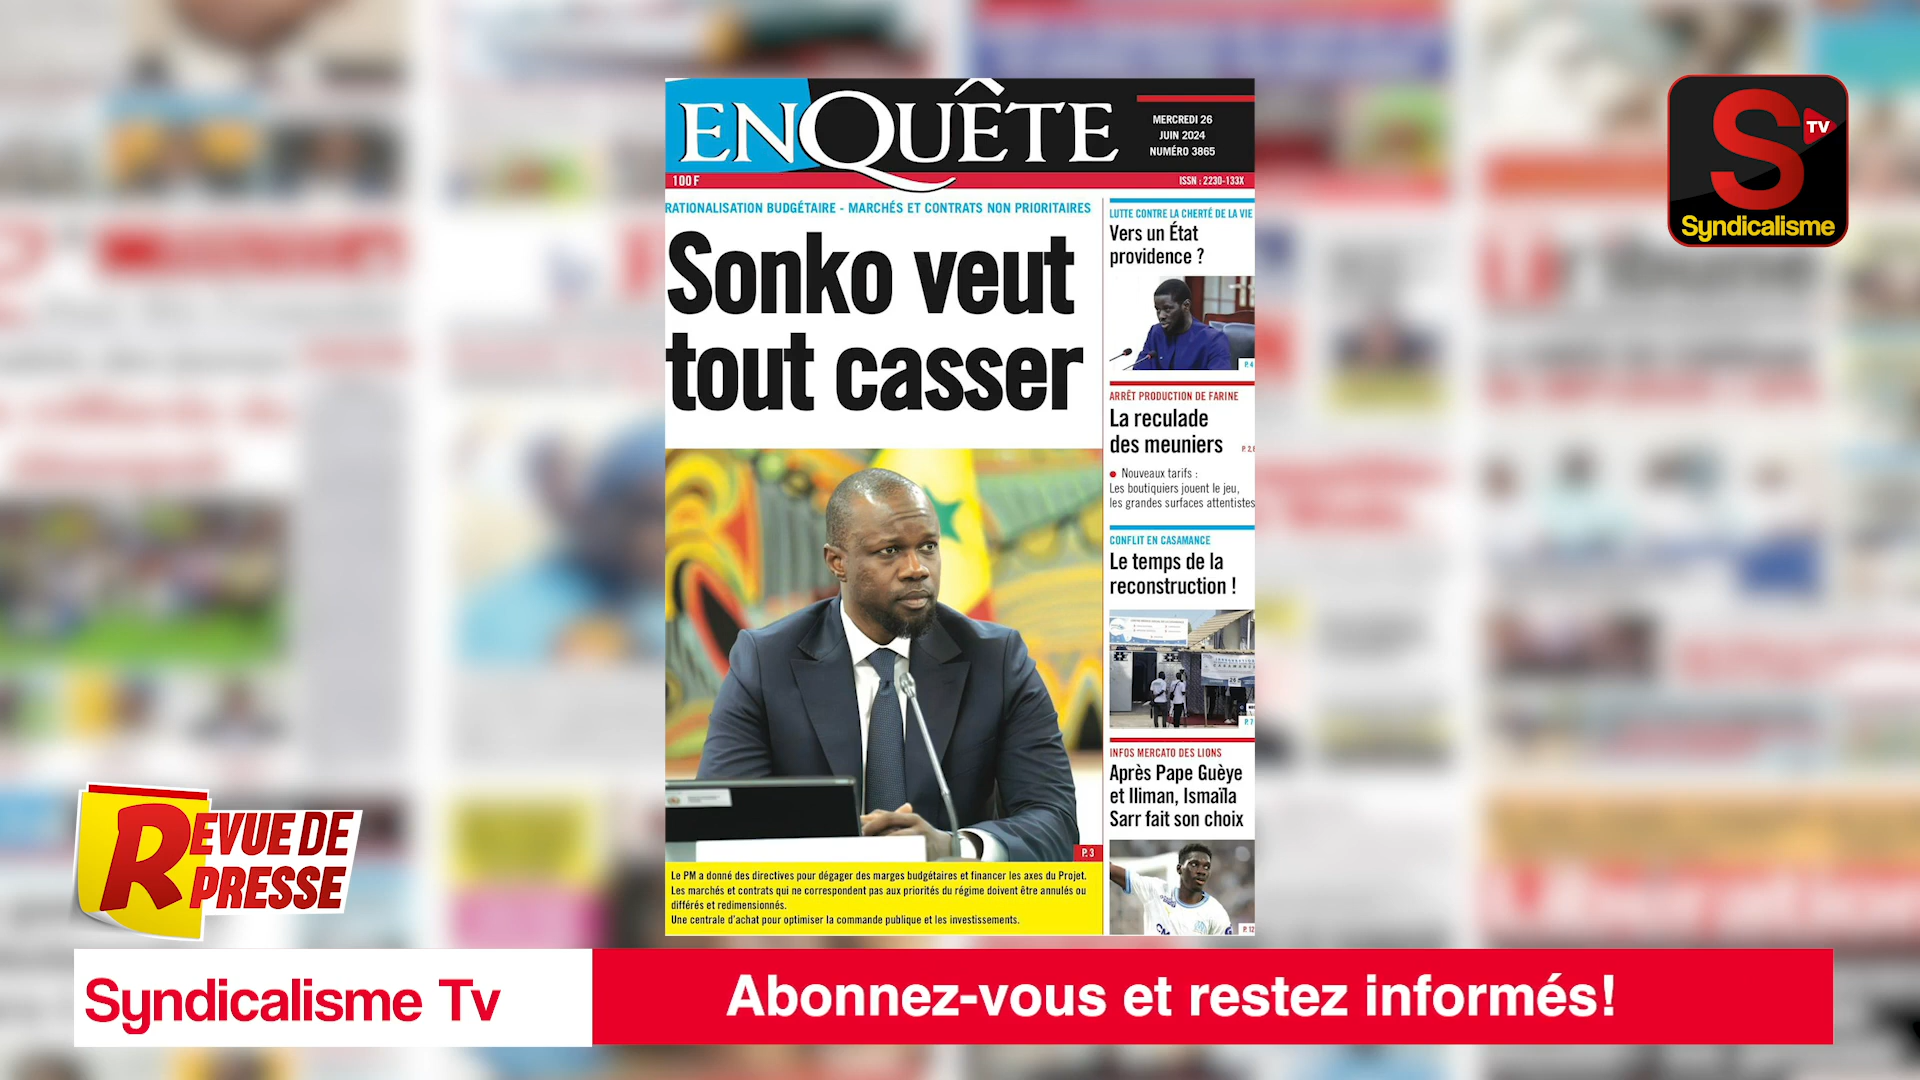 ENQUÊTE
MERCREDI 26
JUIN 2024
NUMÉRO 3865
100 F
ISSN : 2230-133X
RATIONALISATION BUDGÉTAIRE - MARCHÉS ET CONTRATS NON PRIORITAIRES
Sonko veut
tout casser
P. 3
Le PM a donné des directives pour dégager des marges budgétaires et financer les axes du Projet.
Les marchés et contrats qui ne correspondent pas aux priorités du régime doivent être annulés ou
différés et redimensionnés.
Une centrale d'achat pour optimiser la commande publique et les investissements.
LUTTE CONTRE LA CHERTÉ DE LA VIE
Vers un État
providence ?
P. 4
ARRÊT PRODUCTION DE FARINE
La reculade
des meuniers
Nouveaux tarifs :
Les boutiquiers jouent le jeu,
les grandes surfaces attentistes
CONFLIT EN CASAMANCE
Le temps de la
reconstruction !
P. 7
INFOS MERCATO DES LIONS
Après Pape Guèye
et Iliman, Ismaïla
Sarr fait son choix
P. 12
S TV
Syndicalisme
REVUE DE
PRESSE
Syndicalisme Tv
Abonnez-vous et restez informés!